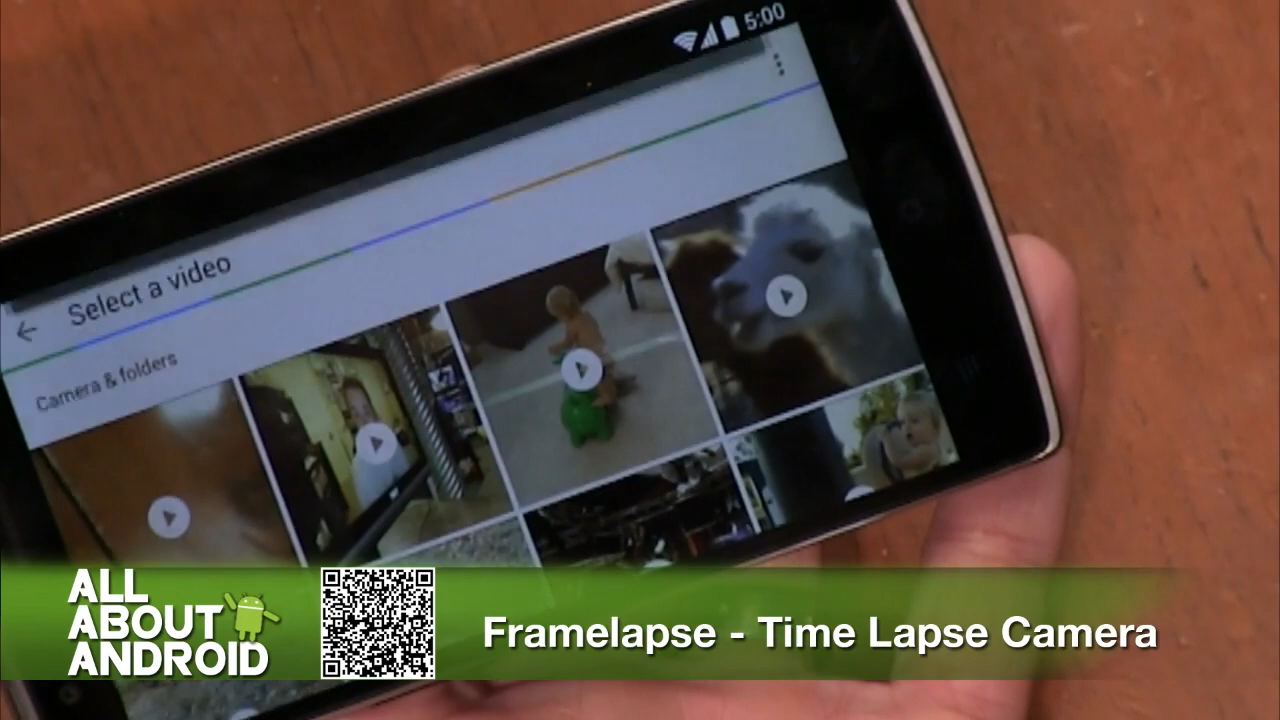 5:00
Select a video
Camera & folders
ALL
ABOUT
ANDROID
Framelapse - Time Lapse Camera